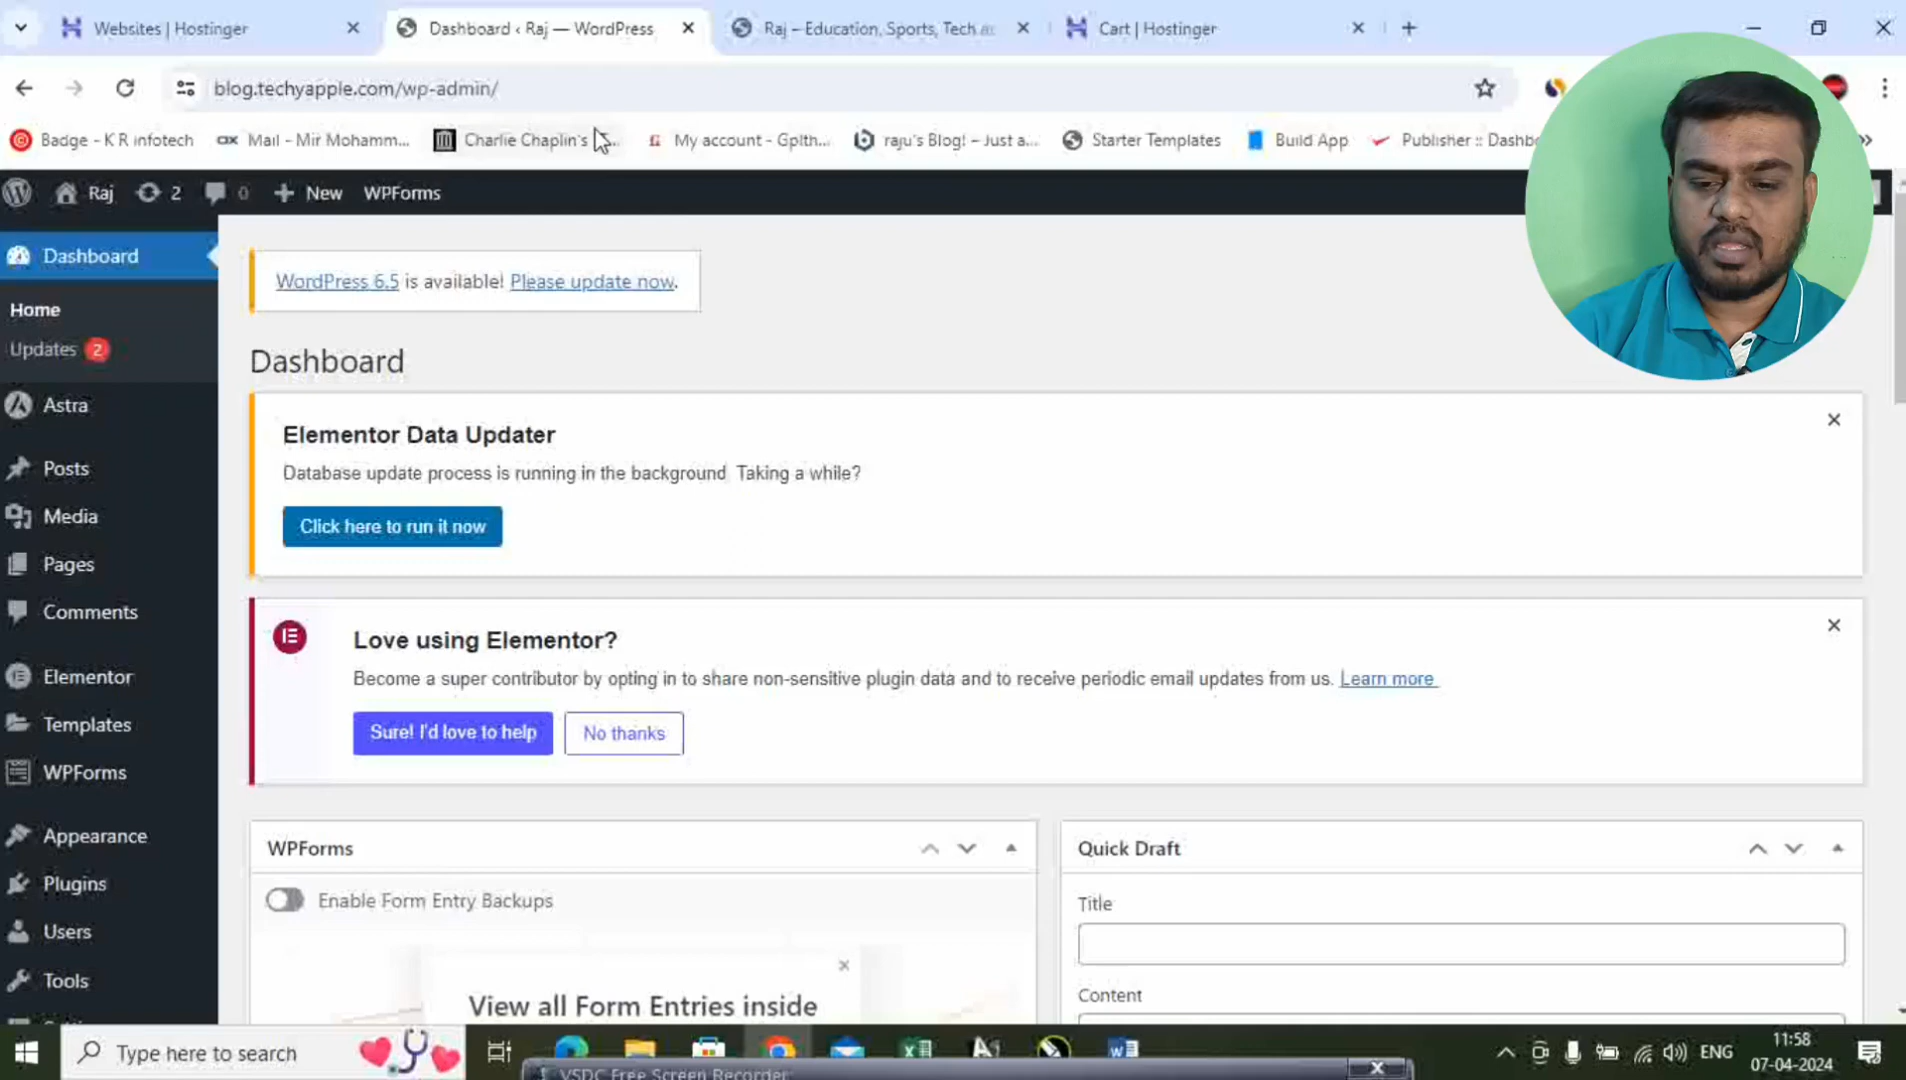 Websites | Hostinger
Dashboard ‹ Raj — WordPress
Raj – Education, Sports, Tech a
Cart | Hostinger
blog.techyapple.com/wp-admin/
Badge - K R infotech
ox Mail - Mir Mohamm...
Charlie Chaplin's
My account - Gplth...
raju's Blog! – Just a...
Starter Templates
Build App
Publisher :: Dashb
Raj
2
0
New
WPForms
Dashboard
Home
Updates 2
Astra
Posts
Media
Pages
Comments
Elementor
Templates
WPForms
Appearance
Plugins
Users
Tools
WordPress 6.5 is available! Please update now.
Dashboard
Elementor Data Updater
Database update process is running in the background. Taking a while?
Click here to run it now
Love using Elementor?
Become a super contributor by opting in to share non-sensitive plugin data and to receive periodic email updates from us. Learn more
Sure! I'd love to help
No thanks
WPForms
Enable Form Entry Backups
View all Form Entries inside
Quick Draft
Title
Content
Type here to search
VSDC Free Screen Recorder
ENG
11:58
07-04-2024